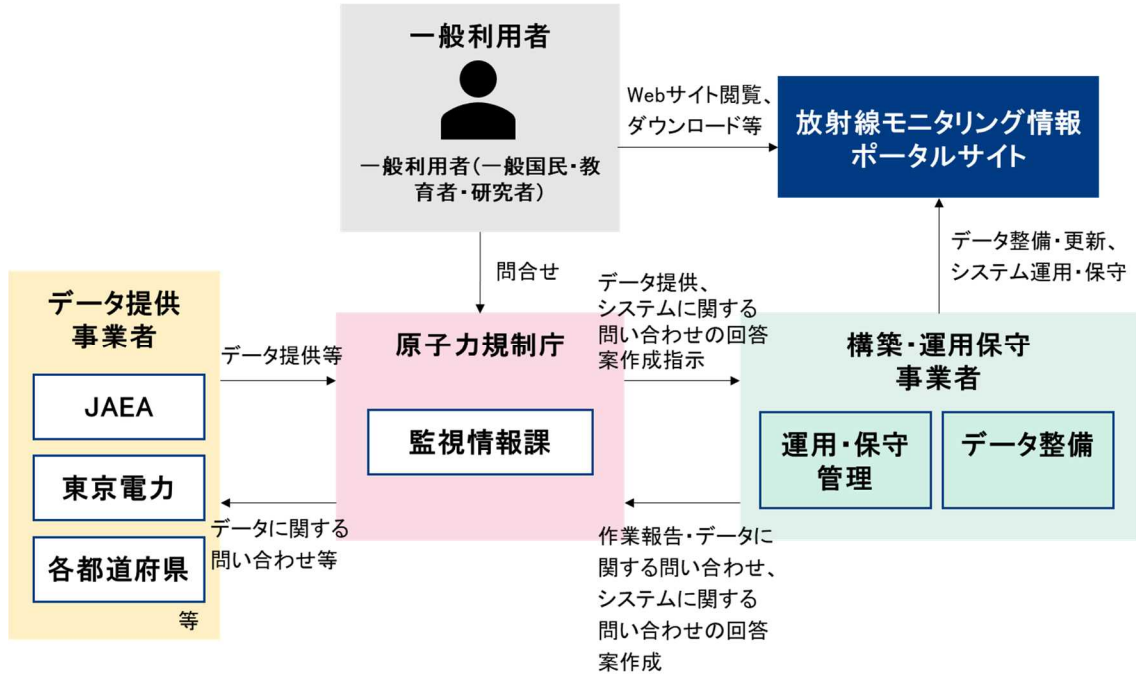 一般利用者
一般利用者(一般国民・教
育者・研究者)
Webサイト閲覧、
ダウンロード等
放射線モニタリング情報
ポータルサイト
問合せ
データ整備・更新、
システム運用・保守
データ提供
事業者
JAEA
東京電力
各都道府県
等
データ提供等
データに関する
問い合わせ等
原子力規制庁
監視情報課
データ提供、
システムに関する
問い合わせの回答
案作成指示
作業報告・データに
関する問い合わせ、
システムに関する
問い合わせの回答
案作成
構築・運用保守
事業者
運用・保守
管理
データ整備